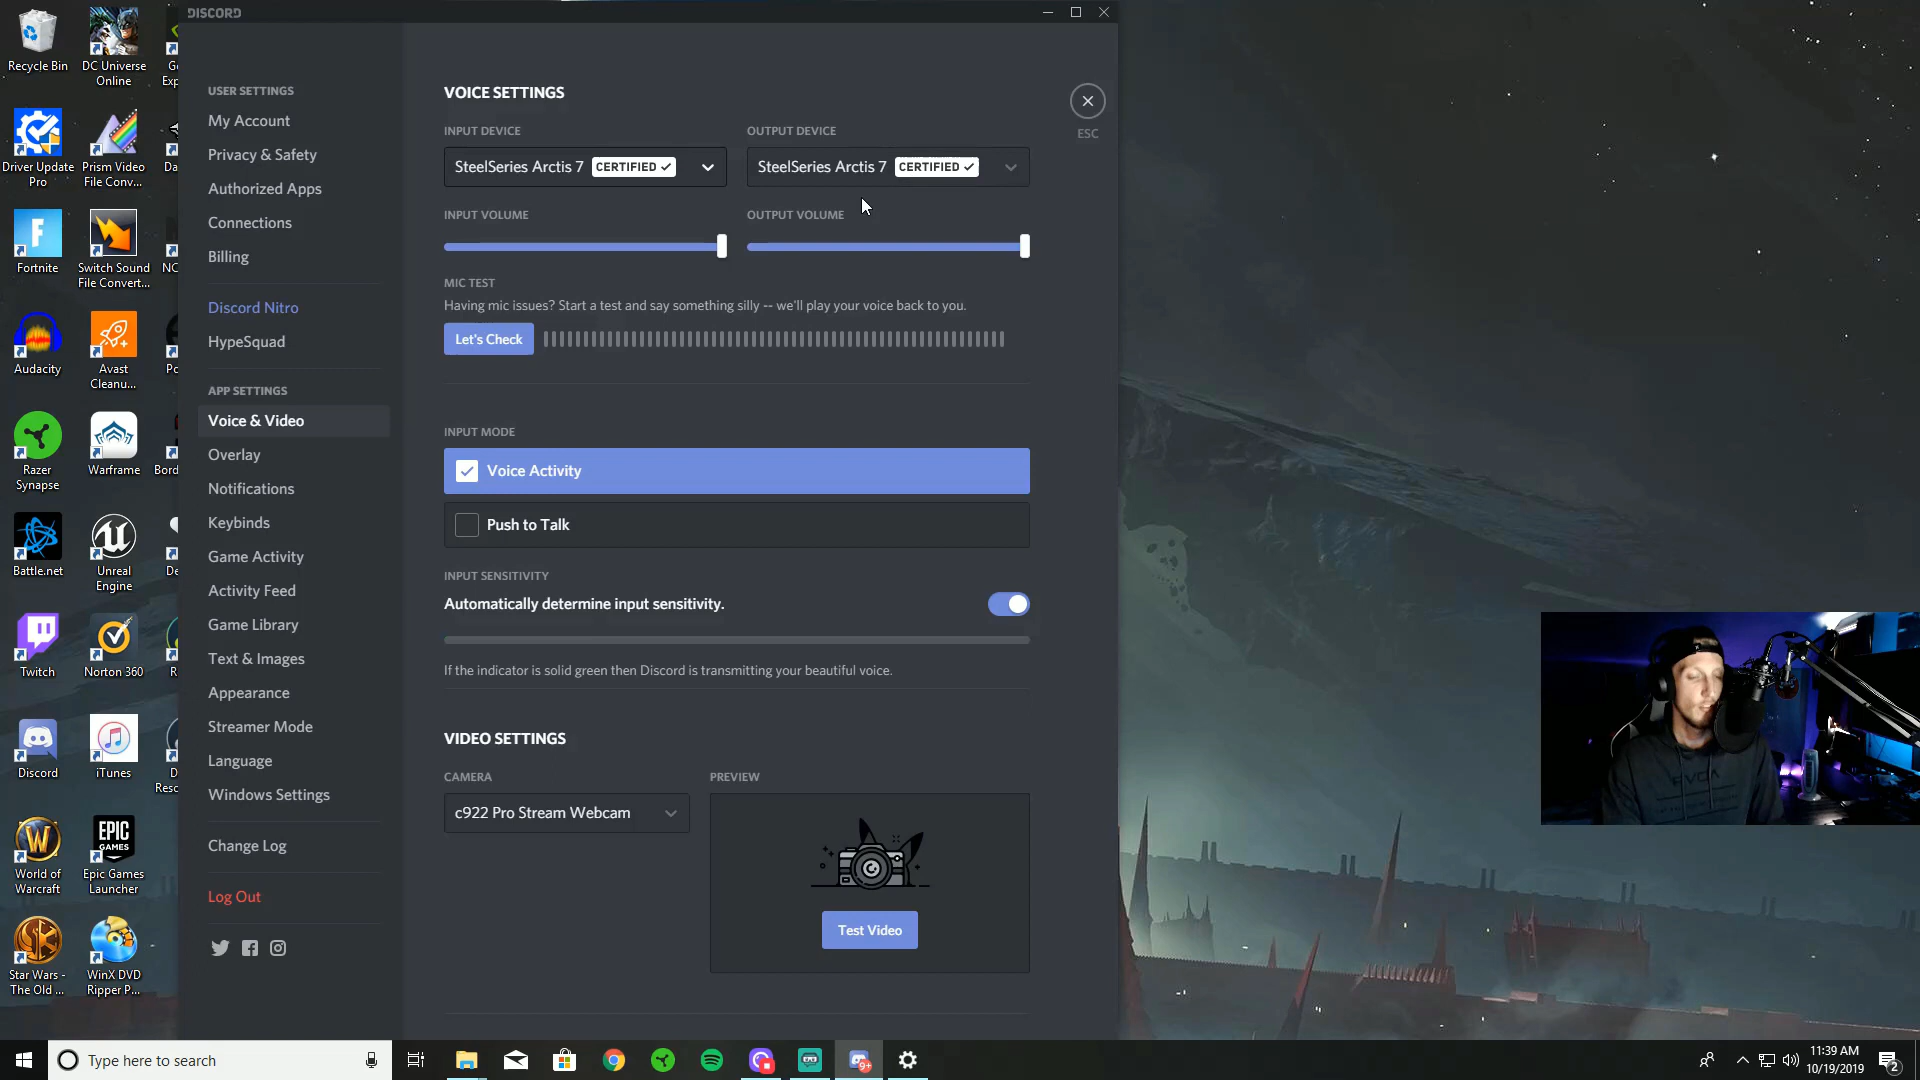 DISCORD
Recycle Bin
DC Universe
Online
Driver Update
Pro
Prism Video
File Conv...
Fortnite
Switch Sound
File Convert...
Audacity
Avast
Cleanu...
Razer
Synapse
Warframe
Battle.net
Unreal
Engine
Twitch
Norton 360
Discord
iTunes
World of
Warcraft
EPIC
GAMES
Epic Games
Launcher
Star Wars -
The Old ...
WinX DVD
Ripper P...
USER SETTINGS
My Account
Privacy & Safety
Authorized Apps
Connections
Billing
Discord Nitro
HypeSquad
APP SETTINGS
Voice & Video
Overlay
Notifications
Keybinds
Game Activity
Activity Feed
Game Library
Text & Images
Appearance
Streamer Mode
Language
Windows Settings
Change Log
Log Out
VOICE SETTINGS
INPUT DEVICE
SteelSeries Arctis 7 CERTIFIED
OUTPUT DEVICE
SteelSeries Arctis 7 CERTIFIED
ESC
INPUT VOLUME
OUTPUT VOLUME
MIC TEST
Having mic issues? Start a test and say something silly -- we'll play your voice back to you.
Let's Check
INPUT MODE
Voice Activity
Push to Talk
INPUT SENSITIVITY
Automatically determine input sensitivity.
If the indicator is solid green then Discord is transmitting your beautiful voice.
VIDEO SETTINGS
CAMERA
c922 Pro Stream Webcam
PREVIEW
Test Video
Type here to search
9+
11:39 AM
10/19/2019
2